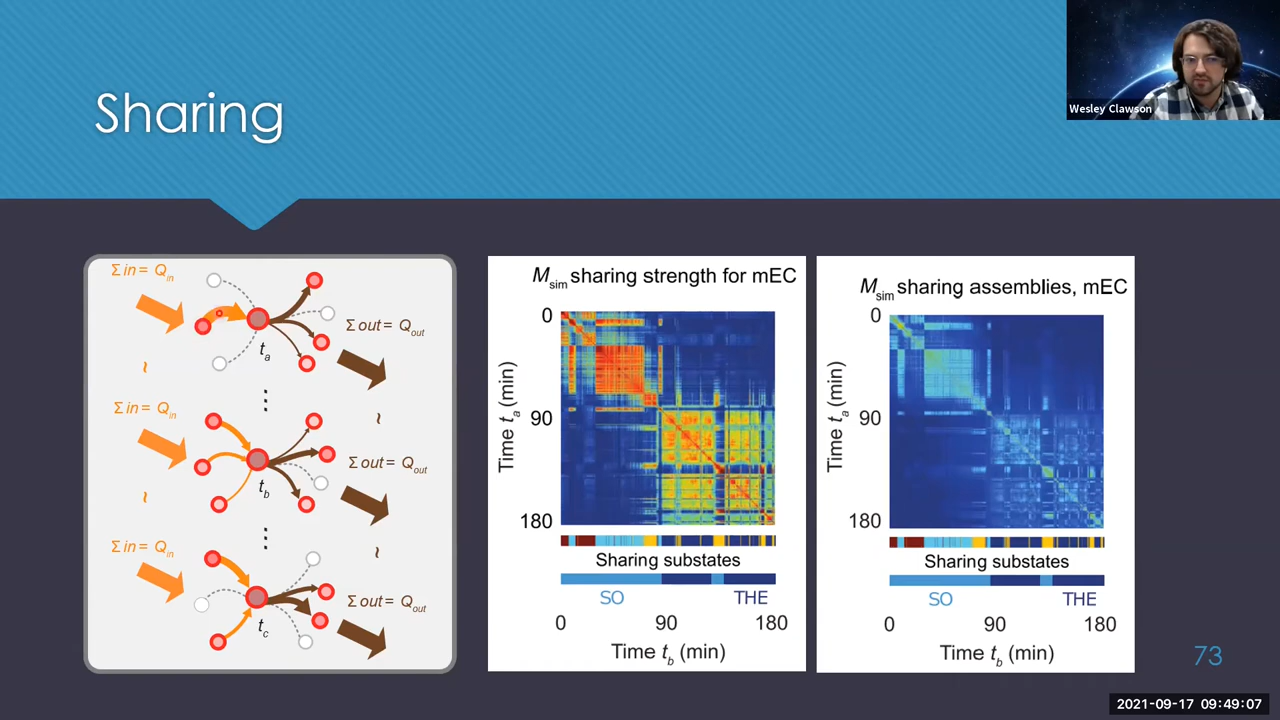 Sharing
Wesley Clawson
Σ in = Q_in
t_a
Σ out = Q_out
~
⋮
~
Σ in = Q_in
t_b
Σ out = Q_out
~
⋮
~
Σ in = Q_in
t_c
Σ out = Q_out
M_sim sharing strength for mEC
0
90
180
Time t_a (min)
Sharing substates
SO THE
0 90 180
Time t_b (min)
M_sim sharing assemblies, mEC
0
90
180
Time t_a (min)
Sharing substates
SO THE
0 90 180
Time t_b (min)
73
2021-09-17 09:49:07